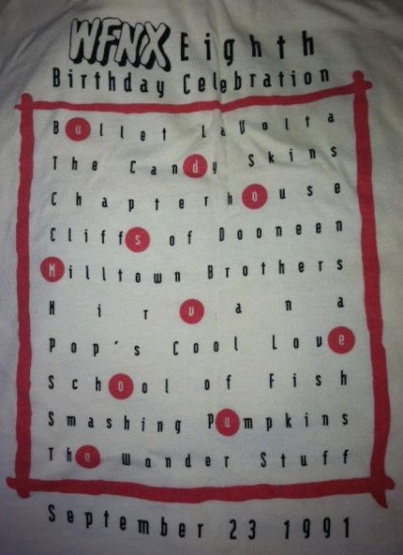 WFNX Eighth
Birthday Celebration
Bullet LaVolta
The Candy Skins
Chapterhouse
Cliffs of Dooneen
Milltown Brothers
Nirvana
Pop's Cool Love
School of Fish
Smashing Pumpkins
The Wonder Stuff
September 23 1991